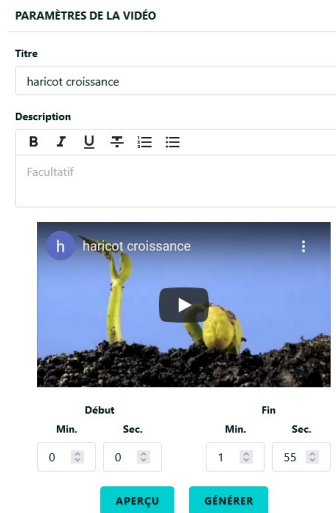 PARAMÈTRES DE LA VIDÉO
Titre
haricot croissance
Description
B I U
Facultatif
h haricot croissance
Début Fin
Min. Sec. Min. Sec.
0 0 1 55
APERÇU GÉNÉRER